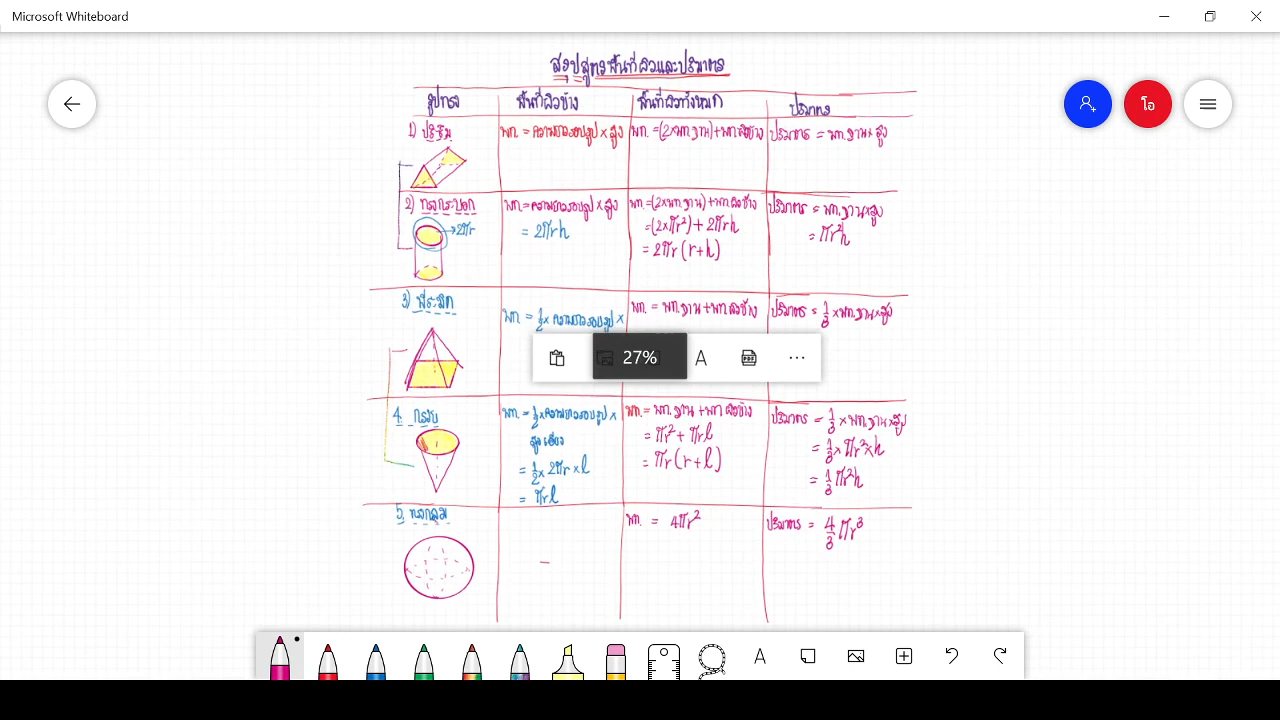 Microsoft Whiteboard
สรุปสูตรพื้นที่ผิวและปริมาตร
รูปทรง พื้นที่ผิวข้าง พื้นที่ผิวทั้งหมด ปริมาตร
1) ปริซึม พท. = ความยาวรอบรูป × สูง พท. = (2×พท.ฐาน) + พท.ผิวข้าง ปริมาตร = พท.ฐาน × สูง
2) ทรงกระบอก พท. = ความยาวรอบรูป × สูง พท. = (2×พท.ฐาน) + พท.ผิวข้าง ปริมาตร = พท.ฐาน × สูง
2πr = 2πrh = (2×πr²) + 2πrh = πr²h
= 2πr(r+h)
3) พีระมิด พท. = 1/2 × ความยาวรอบรูป × พท. = พท.ฐาน + พท.ผิวข้าง ปริมาตร = 1/3 × พท.ฐาน × สูง
27%
4. กรวย พท. = 1/2 × ความยาวรอบรูป × พท. = พท.ฐาน + พท.ผิวข้าง ปริมาตร = 1/3 × พท.ฐาน × สูง
สูงเอียง = πr² + πrl = 1/3 × πr² × h
= 1/2 × 2πr × l = πr(r+l) = 1/3 πr²h
= πrl
5. ทรงกลม - พท. = 4πr² ปริมาตร = 4/3 πr³
โอ